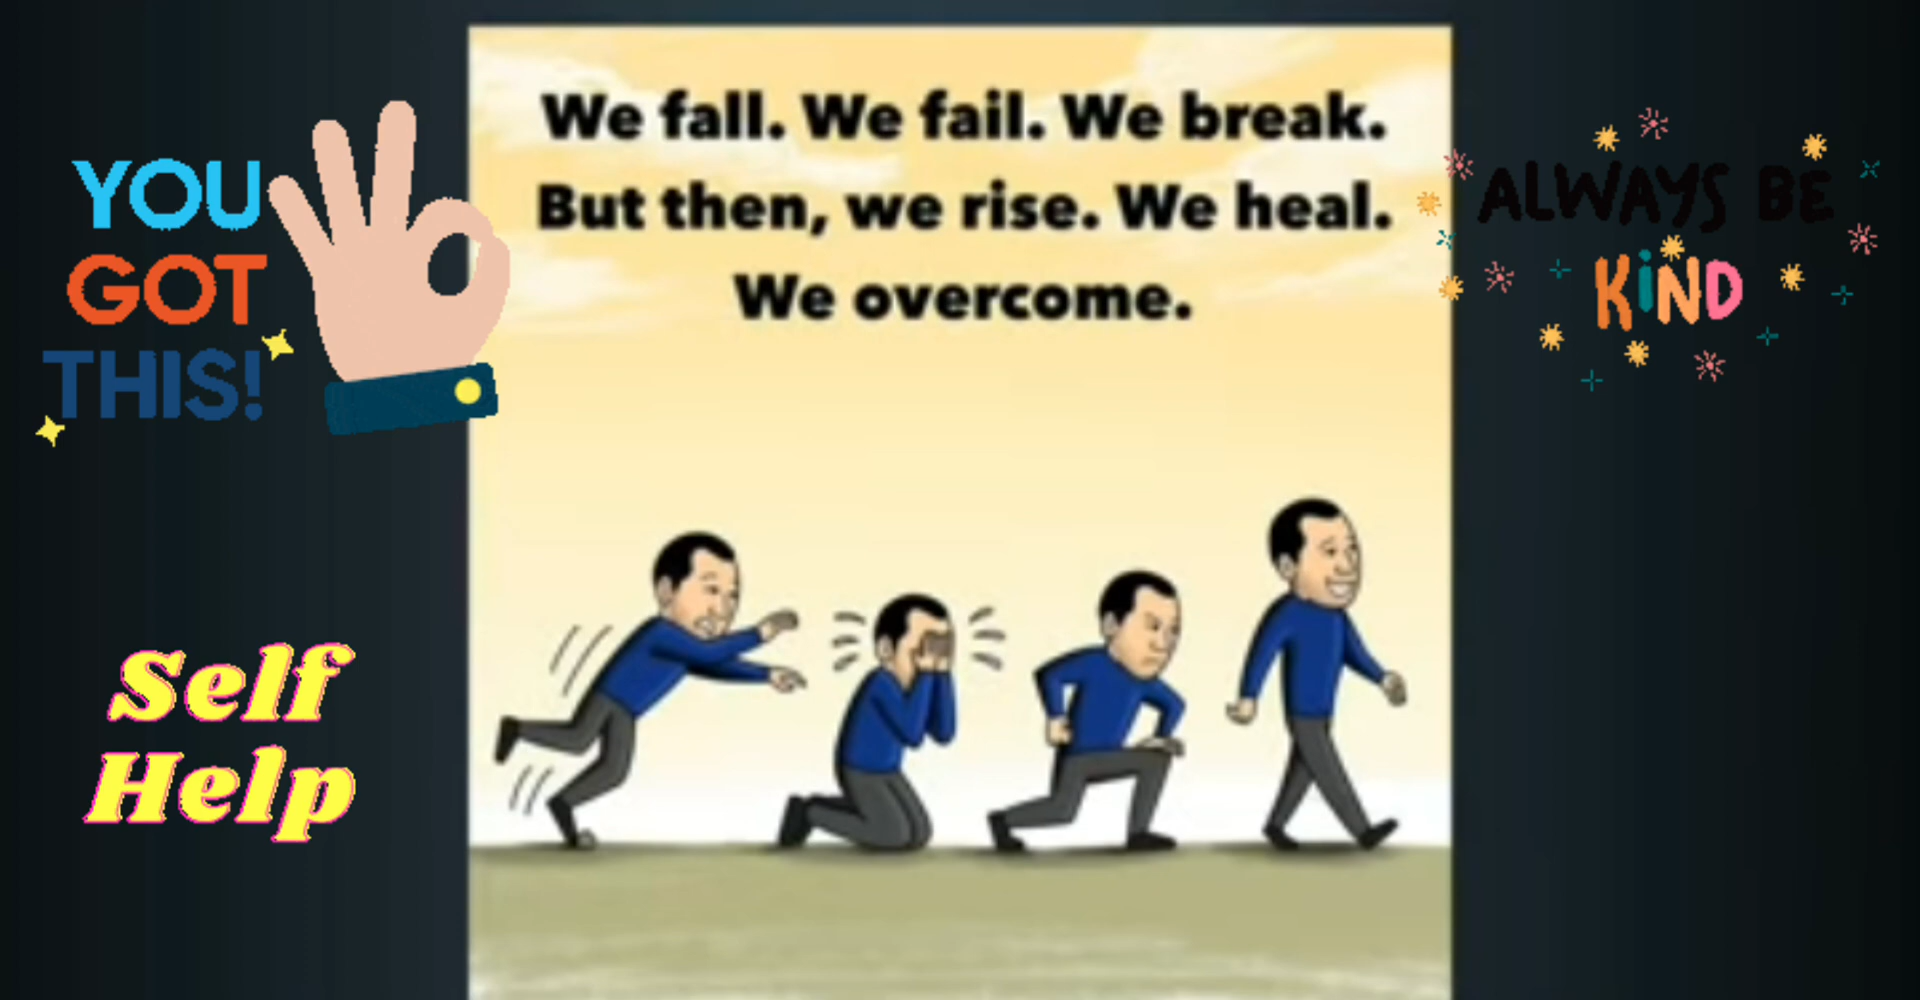 We fall. We fail. We break.
But then, we rise. We heal.
We overcome.
YOU
GOT
THIS!
ALWAYS BE
KiND
Self
Help